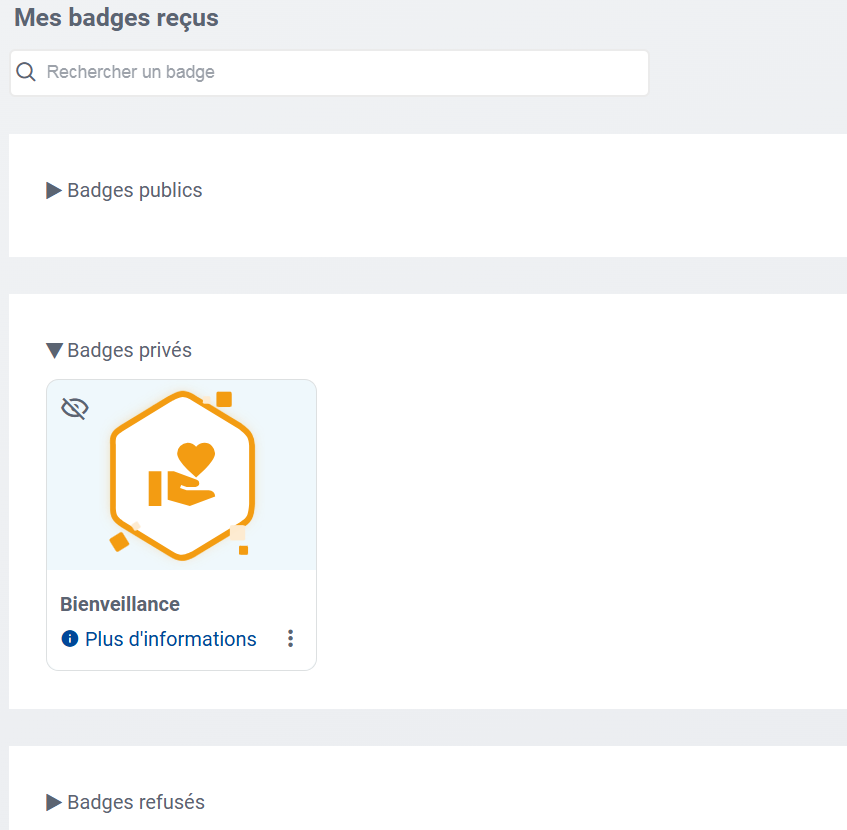 Mes badges reçus
Rechercher un badge
Badges publics
Badges privés
Bienveillance
Plus d'informations
Badges refusés